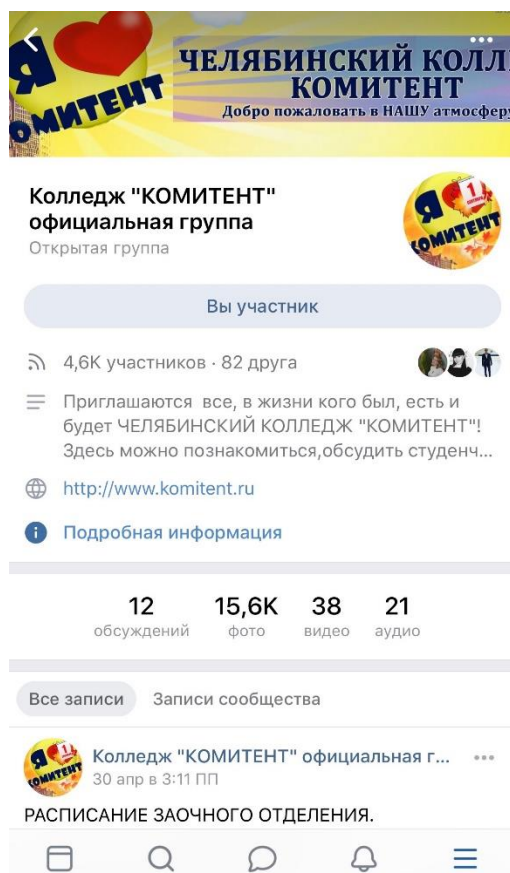 Я
КОМИТЕНТ
ЧЕЛЯБИНСКИЙ КОЛЛ
КОМИТЕНТ
Добро пожаловать в НАШУ атмосферу
Колледж "КОМИТЕНТ"
официальная группа
Открытая группа
Я
1
КОМИТЕНТ
Вы участник
4,6K участников · 82 друга
Приглашаются все, в жизни кого был, есть и
будет ЧЕЛЯБИНСКИЙ КОЛЛЕДЖ "КОМИТЕНТ"!
Здесь можно познакомиться,обсудить студенч...
http://www.komitent.ru
Подробная информация
12 15,6K 38 21
обсуждений фото видео аудио
Все записи Записи сообщества
Я
1
КОМИТЕНТ
Колледж "КОМИТЕНТ" официальная г...
30 апр в 3:11 ПП
РАСПИСАНИЕ ЗАОЧНОГО ОТДЕЛЕНИЯ.